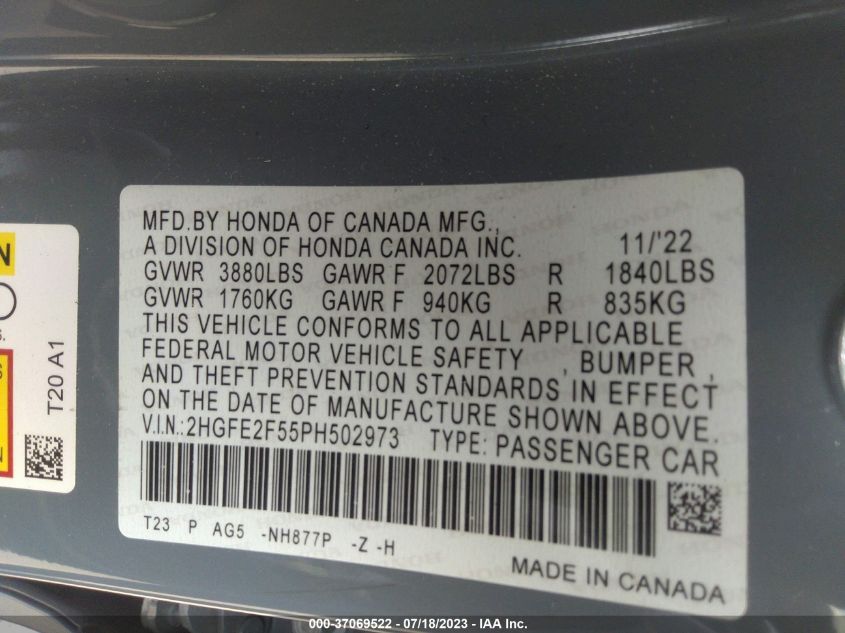 MFD.BY HONDA OF CANADA MFG.,
A DIVISION OF HONDA CANADA INC. 11/'22
GVWR 3880LBS GAWR F 2072LBS R 1840LBS
GVWR 1760KG GAWR F 940KG R 835KG
THIS VEHICLE CONFORMS TO ALL APPLICABLE
FEDERAL MOTOR VEHICLE SAFETY , BUMPER ,
AND THEFT PREVENTION STANDARDS IN EFFECT
ON THE DATE OF MANUFACTURE SHOWN ABOVE.
V.I.N.:2HGFE2F55PH502973 TYPE: PASSENGER CAR
T23 P AG5 -NH877P -Z -H
MADE IN CANADA
T20 A1
000-37069522 - 07/18/2023 - IAA Inc.